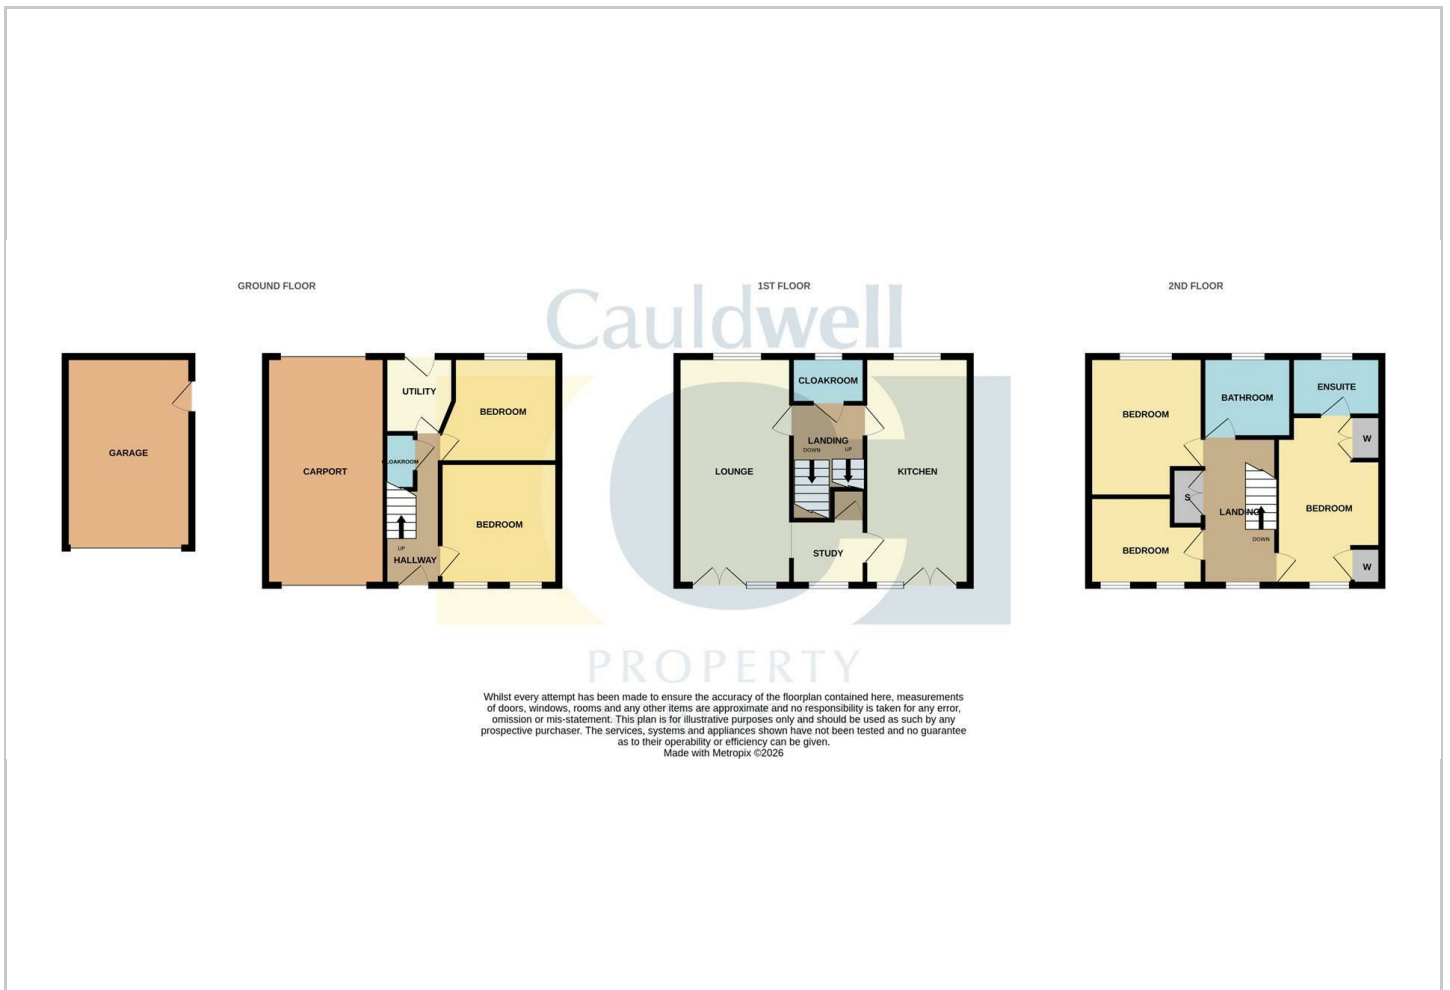 GROUND FLOOR
1ST FLOOR
2ND FLOOR
Cauldwell
GARAGE
CARPORT
UTILITY
BEDROOM
CLOAKROOM
BEDROOM
UP
HALLWAY
CLOAKROOM
LANDING
DOWN UP
LOUNGE
KITCHEN
STUDY
BEDROOM
BATHROOM
ENSUITE
W
S
LANDING
BEDROOM
DOWN
BEDROOM
W
PROPERTY
Whilst every attempt has been made to ensure the accuracy of the floorplan contained here, measurements
of doors, windows, rooms and any other items are approximate and no responsibility is taken for any error,
omission or mis-statement. This plan is for illustrative purposes only and should be used as such by any
prospective purchaser. The services, systems and appliances shown have not been tested and no guarantee
as to their operability or efficiency can be given.
Made with Metropix ©2026